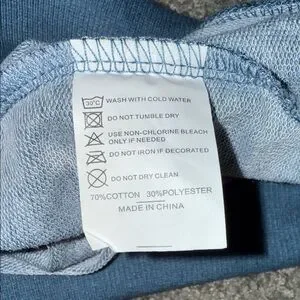 30°C WASH WITH COLD WATER
DO NOT TUMBLE DRY
USE NON-CHLORINE BLEACH
ONLY IF NEEDED
DO NOT IRON IF DECORATED
DO NOT DRY CLEAN
70%COTTON 30%POLYESTER
MADE IN CHINA